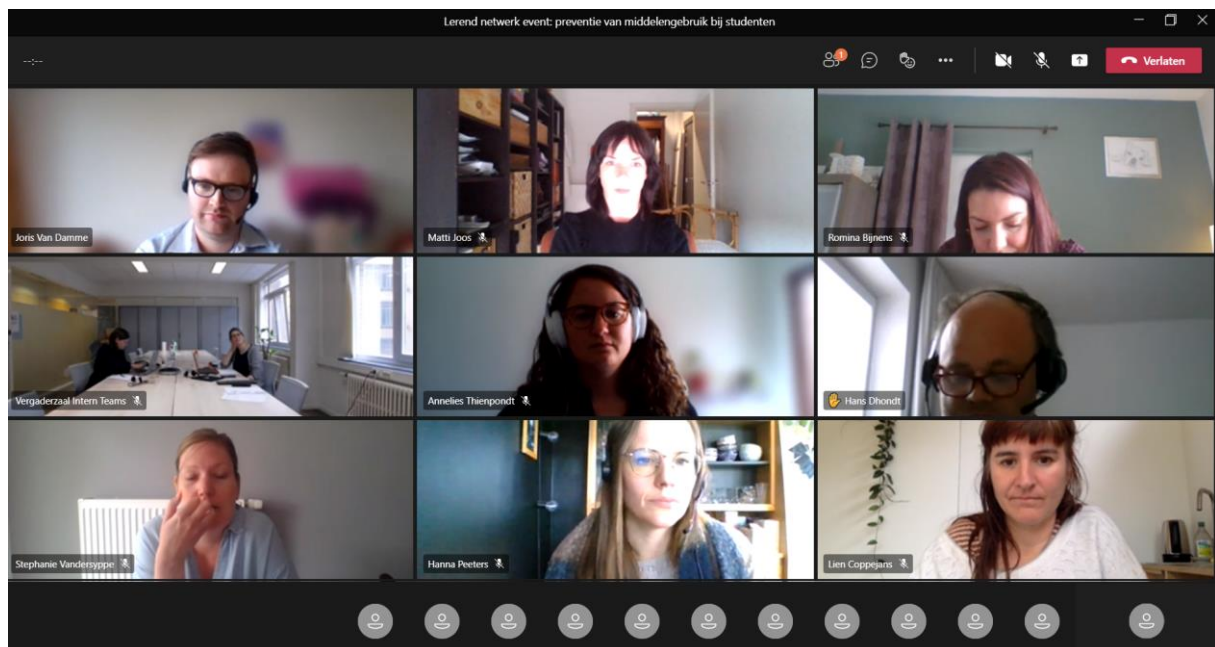 Lerend netwerk event: preventie van middelengebruik bij studenten
--:--
1
Verlaten
Joris Van Damme
Matti Joos
Romina Bijnens
Vergaderzaal Intern Teams
Annelies Thienpondt
Hans Dhondt
Stephanie Vandersyppe
Hanna Peeters
Lien Coppejans